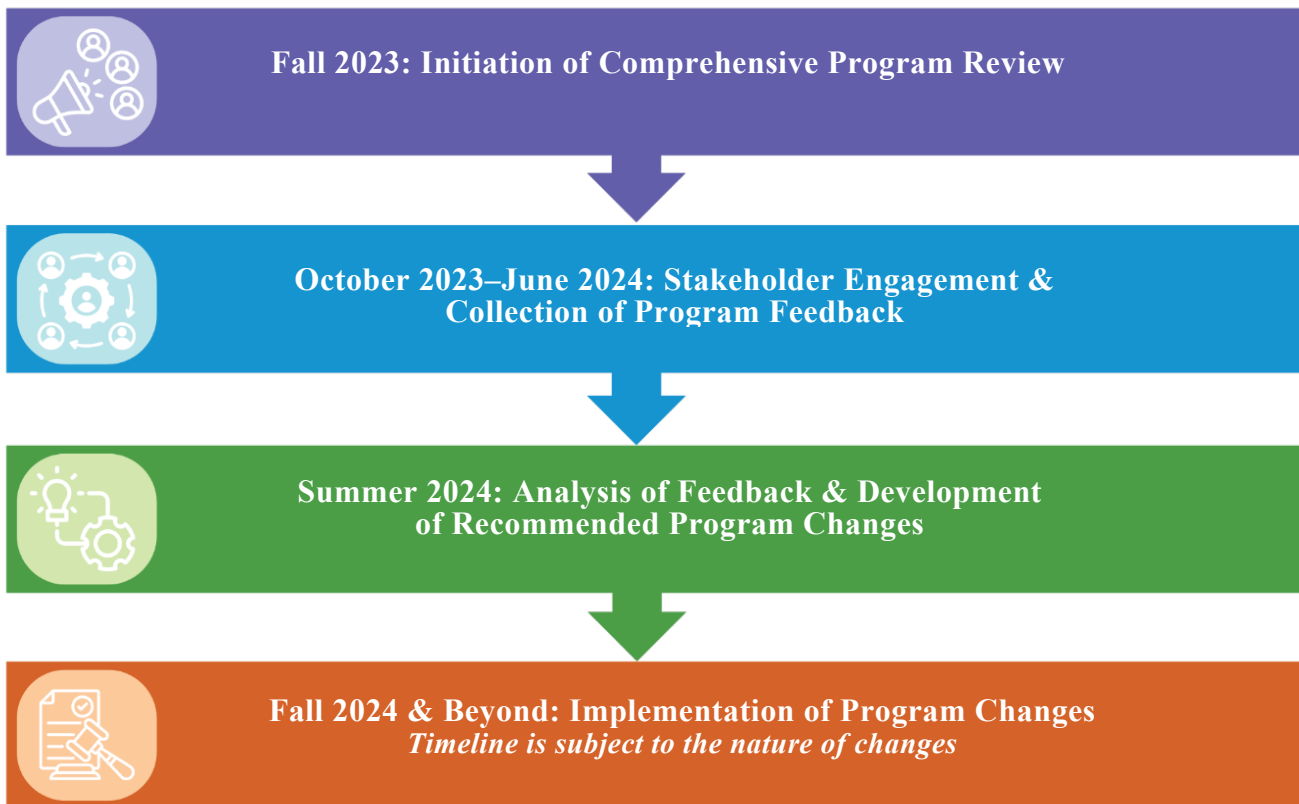 Fall 2023: Initiation of Comprehensive Program Review
October 2023–June 2024: Stakeholder Engagement &
Collection of Program Feedback
Summer 2024: Analysis of Feedback & Development
of Recommended Program Changes
Fall 2024 & Beyond: Implementation of Program Changes
Timeline is subject to the nature of changes